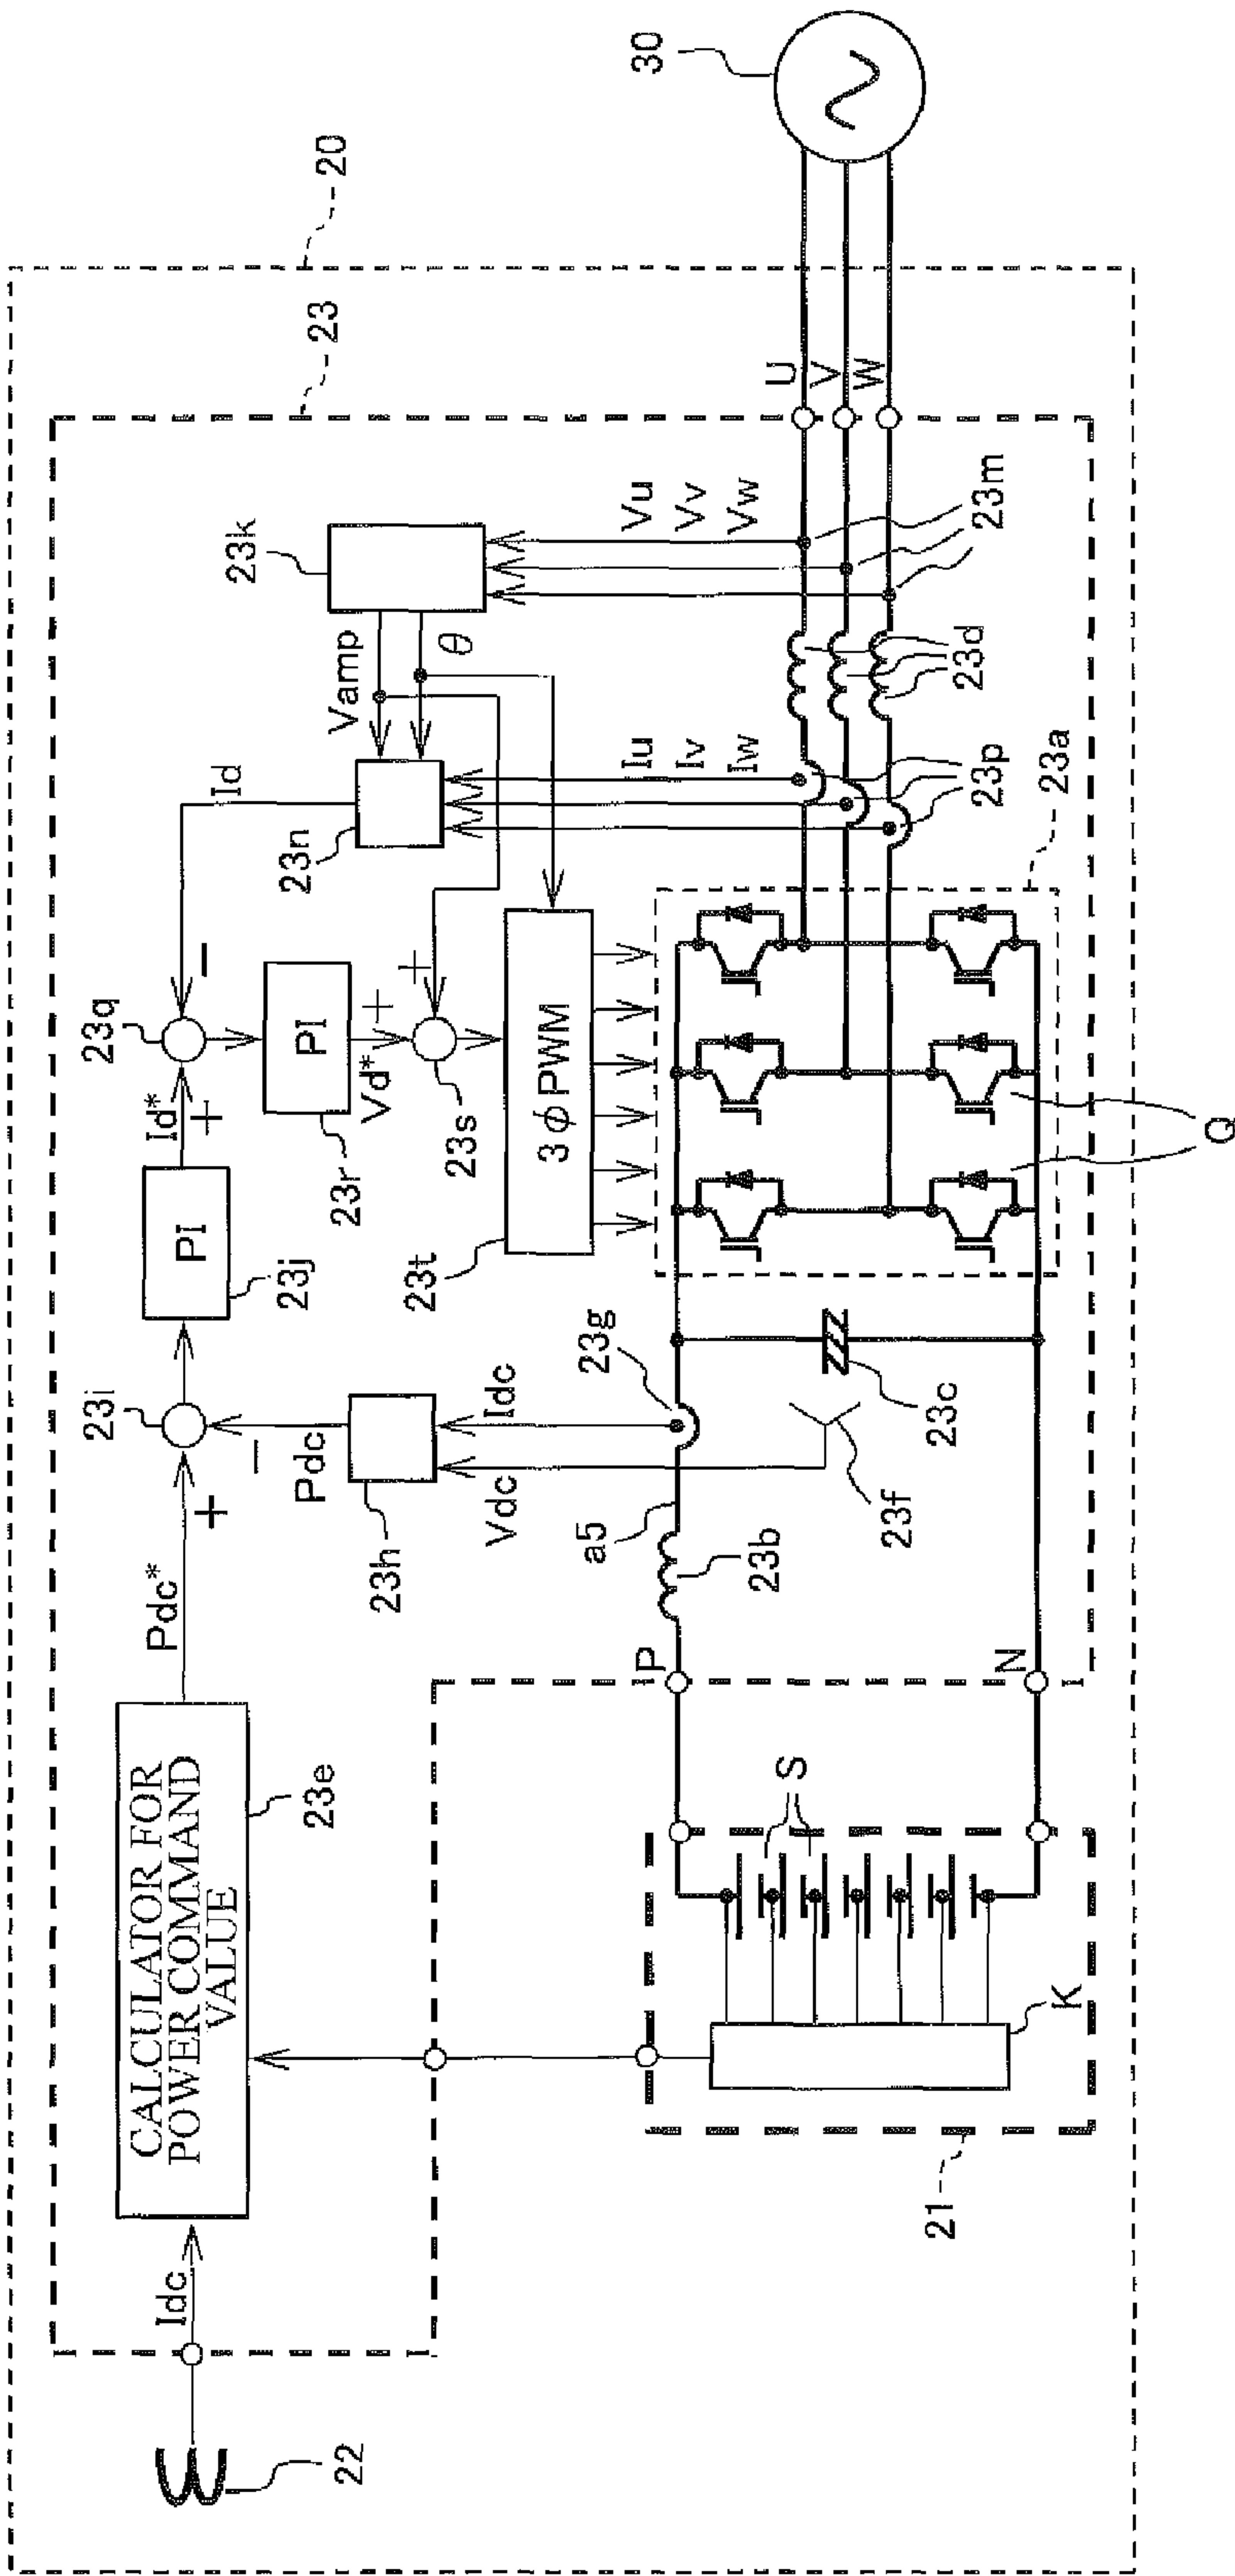 20
23
30
Idc
22
CALCULATOR FOR
POWER COMMAND
VALUE
23e
Pdc*
+
23i
−
Pdc
23h
Vdc
Idc
PI
23j
Id*
+
23q
−
Id
PI
23r
Vd*
+
23s
+
23n
Vamp
θ
23k
Vu
Vv
Vw
Iu
Iv
Iw
3φPWM
23t
23g
a5
23b
23f
23c
P
N
S
K
21
Q
23a
23p
23d
23m
U
V
W